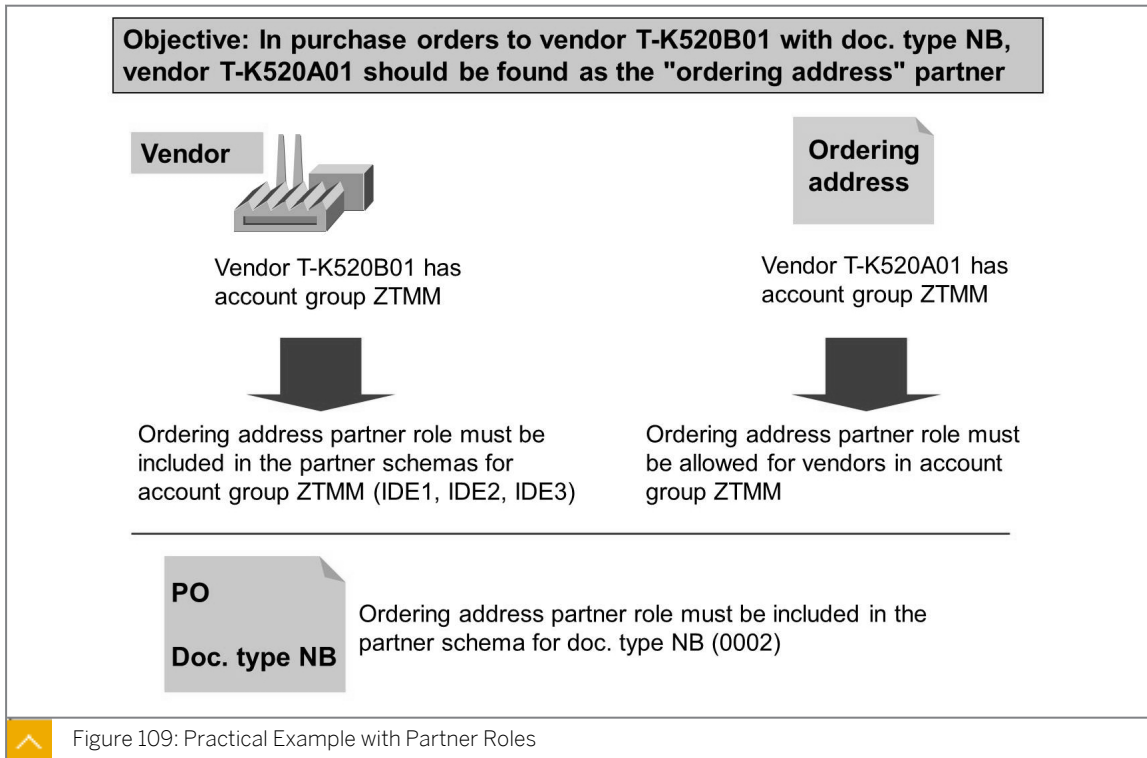 Objective: In purchase orders to vendor T-K520B01 with doc. type NB,
vendor T-K520A01 should be found as the "ordering address" partner
Vendor
Vendor T-K520B01 has
account group ZTMM
Ordering address partner role must be
included in the partner schemas for
account group ZTMM (IDE1, IDE2, IDE3)
Ordering
address
Vendor T-K520A01 has
account group ZTMM
Ordering address partner role must
be allowed for vendors in account
group ZTMM
PO
Doc. type NB
Ordering address partner role must be included in the
partner schema for doc. type NB (0002)
Figure 109: Practical Example with Partner Roles